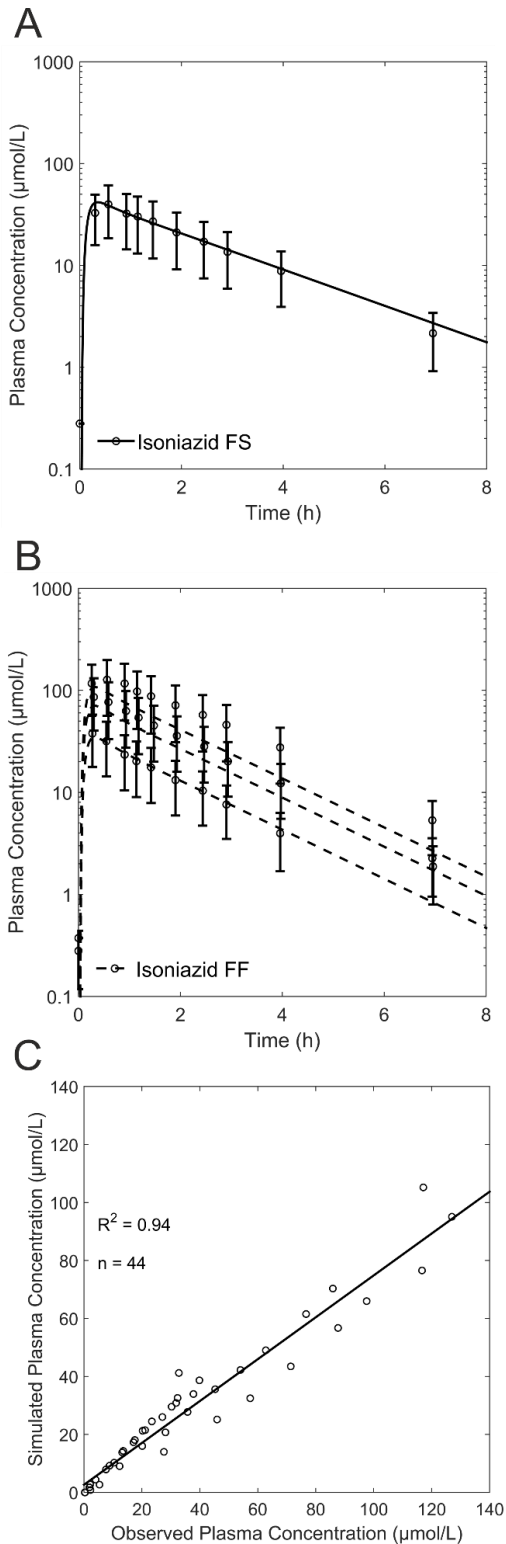 A
Plasma Concentration (µmol/L)
1000
100
10
1
0.1
Isoniazid FS
0 2 4 6 8
Time (h)
B
Plasma Concentration (µmol/L)
1000
100
10
1
0.1
Isoniazid FF
0 2 4 6 8
Time (h)
C
Simulated Plasma Concentration (µmol/L)
140
120
100
80
60
40
20
0
R² = 0.94
n = 44
0 20 40 60 80 100 120 140
Observed Plasma Concentration (µmol/L)